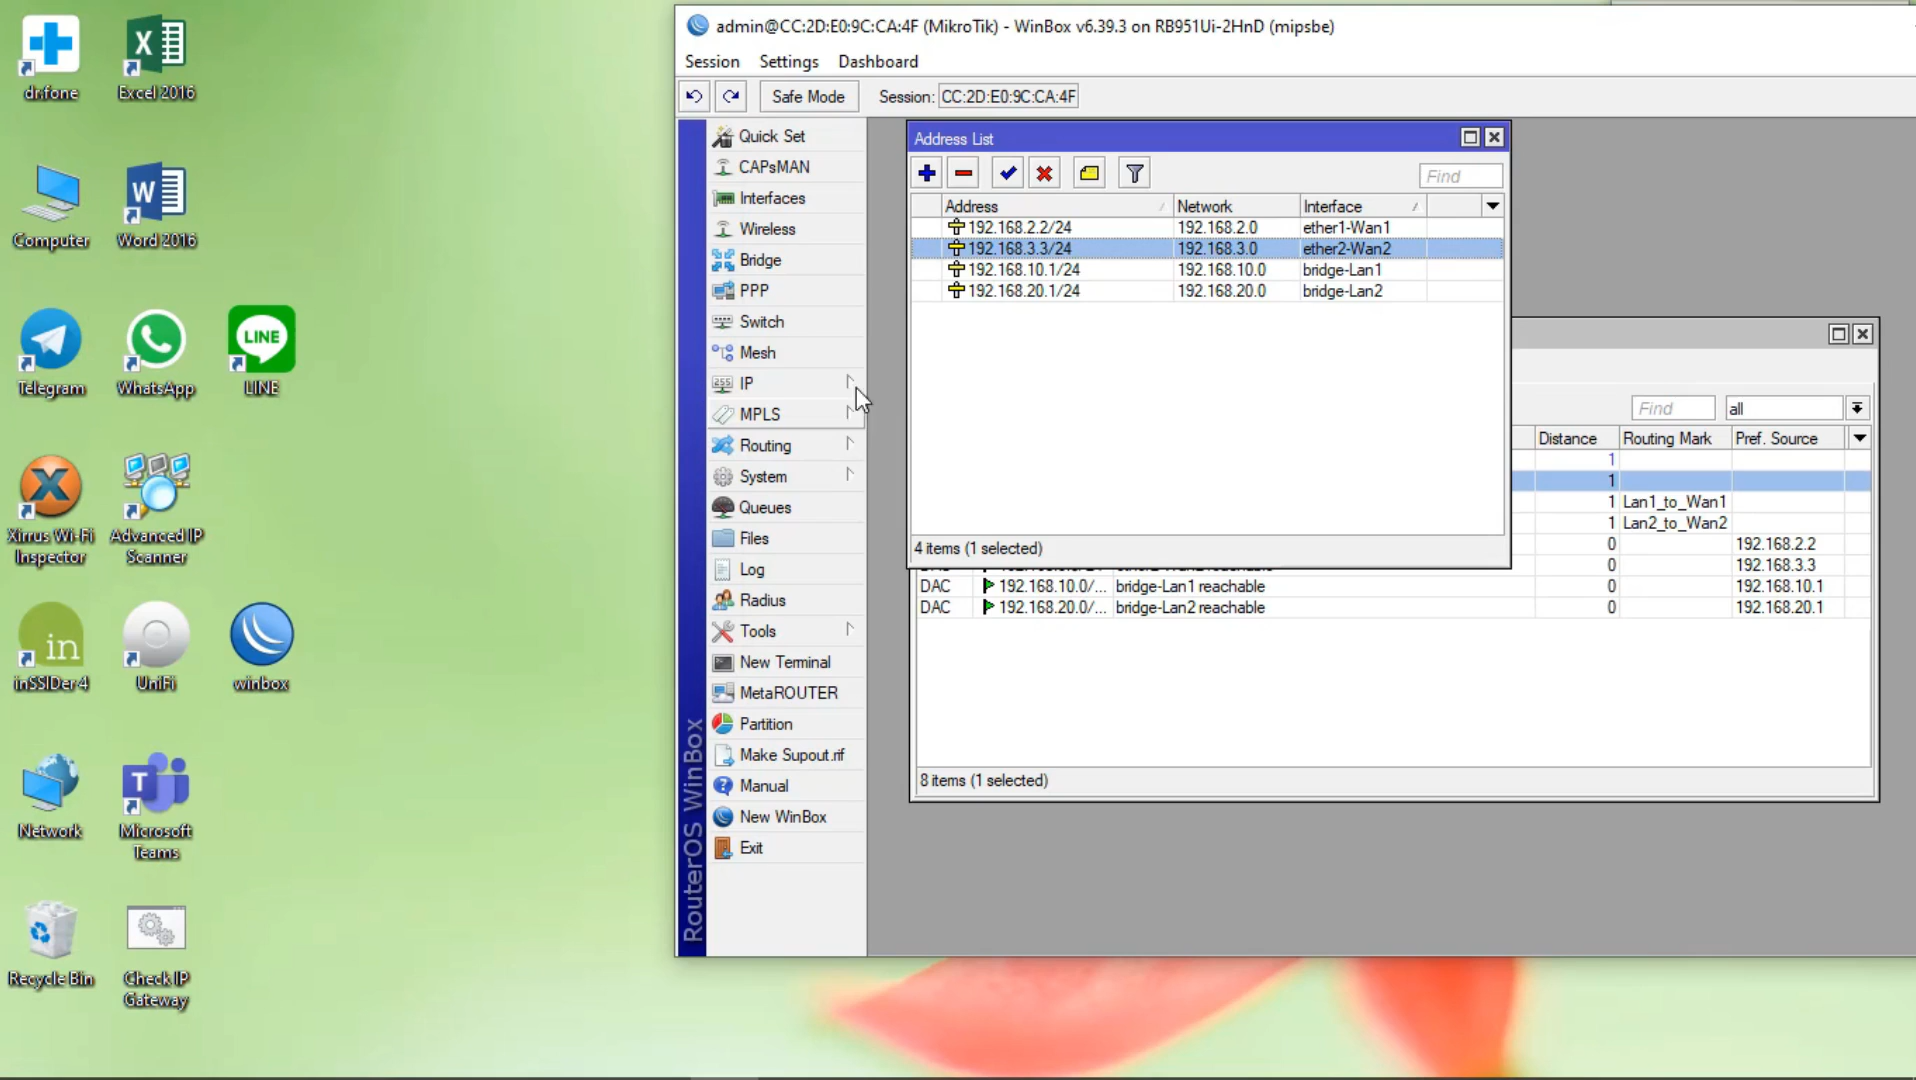 dr.fone
Excel 2016
Computer
Word 2016
Telegram
WhatsApp
LINE
LINE
Xirrus Wi-Fi
Inspector
Advanced IP
Scanner
in
inSSIDer 4
UniFi
winbox
Network
Microsoft
Teams
Recycle Bin
Check IP
Gateway
admin@CC:2D:E0:9C:CA:4F (MikroTik) - WinBox v6.39.3 on RB951Ui-2HnD (mipsbe)
Session Settings Dashboard
Safe Mode Session: CC:2D:E0:9C:CA:4F
RouterOS WinBox
Quick Set
CAPsMAN
Interfaces
Wireless
Bridge
PPP
Switch
Mesh
255 IP
MPLS
Routing
System
Queues
Files
Log
Radius
Tools
New Terminal
MetaROUTER
Partition
Make Supout.rif
Manual
New WinBox
Exit
Address List
Find
Address Network Interface
192.168.2.2/24 192.168.2.0 ether1-Wan1
192.168.3.3/24 192.168.3.0 ether2-Wan2
192.168.10.1/24 192.168.10.0 bridge-Lan1
192.168.20.1/24 192.168.20.0 bridge-Lan2
4 items (1 selected)
Find all
Distance Routing Mark Pref. Source
1
1
1 Lan1_to_Wan1
1 Lan2_to_Wan2
0 192.168.2.2
0 192.168.3.3
DAC 192.168.10.0/... bridge-Lan1 reachable 0 192.168.10.1
DAC 192.168.20.0/... bridge-Lan2 reachable 0 192.168.20.1
8 items (1 selected)